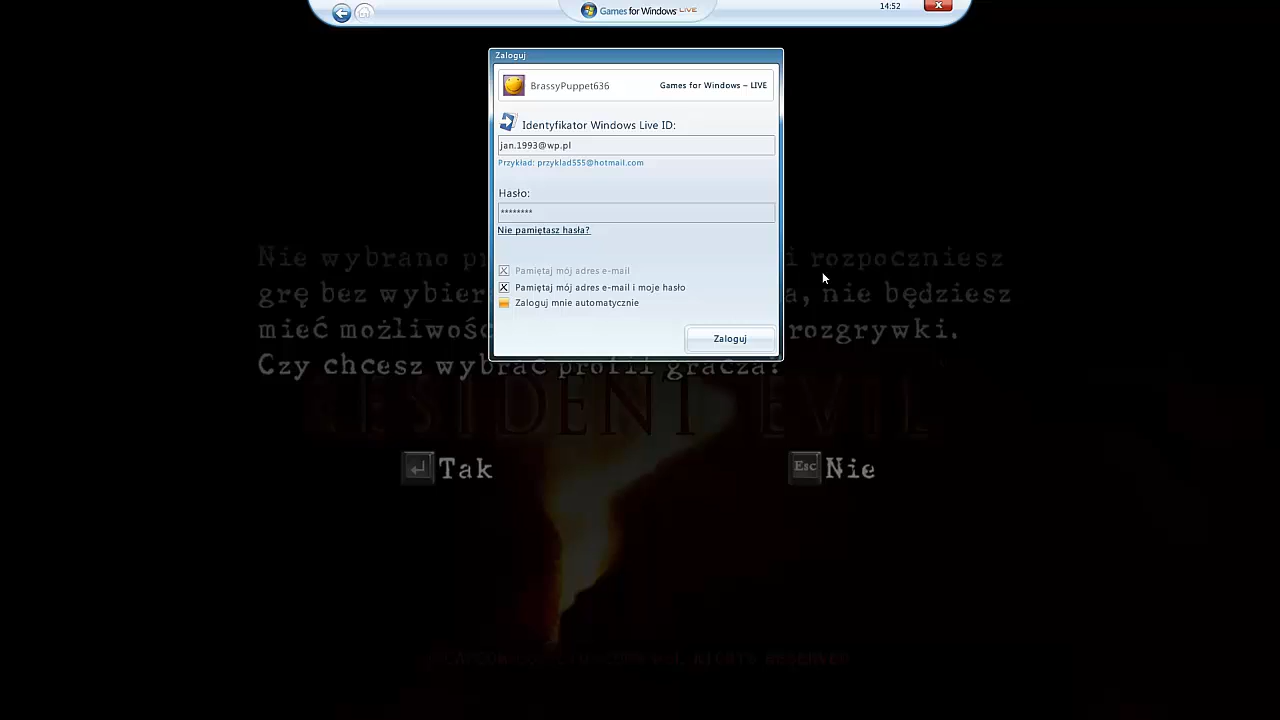 Games for Windows LIVE
14:52
Zaloguj
BrassyPuppet636
Games for Windows – LIVE
Identyfikator Windows Live ID:
jan.1993@wp.pl
Przykład: przyklad555@hotmail.com
Hasło:
********
Nie pamiętasz hasła?
Pamiętaj mój adres e-mail
Pamiętaj mój adres e-mail i moje hasło
Zaloguj mnie automatycznie
Zaloguj
Nie wybrano i rozpoczniesz
grę bez nie będziesz
mieć rozgrywki.
Czy chcesz wybrać profil gracza?
RESIDENT EVIL
Tak
Esc Nie